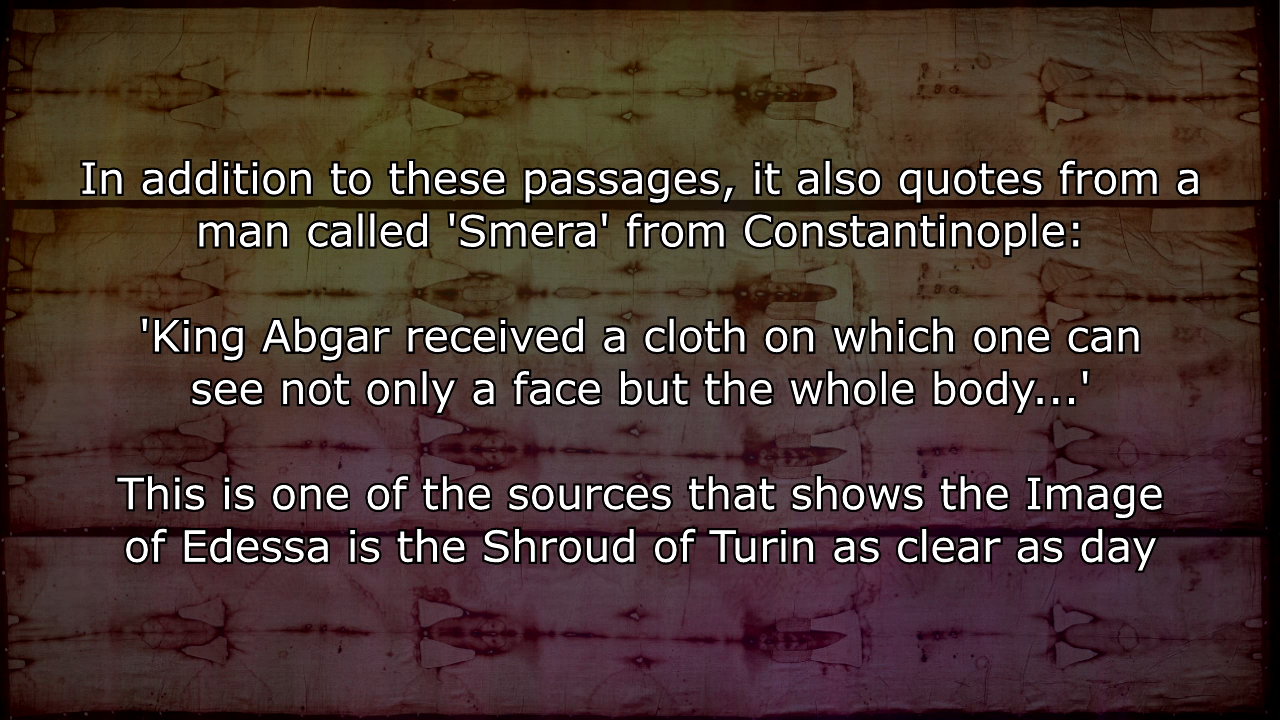 In addition to these passages, it also quotes from a
man called 'Smera' from Constantinople:
'King Abgar received a cloth on which one can
see not only a face but the whole body...'
This is one of the sources that shows the Image
of Edessa is the Shroud of Turin as clear as day